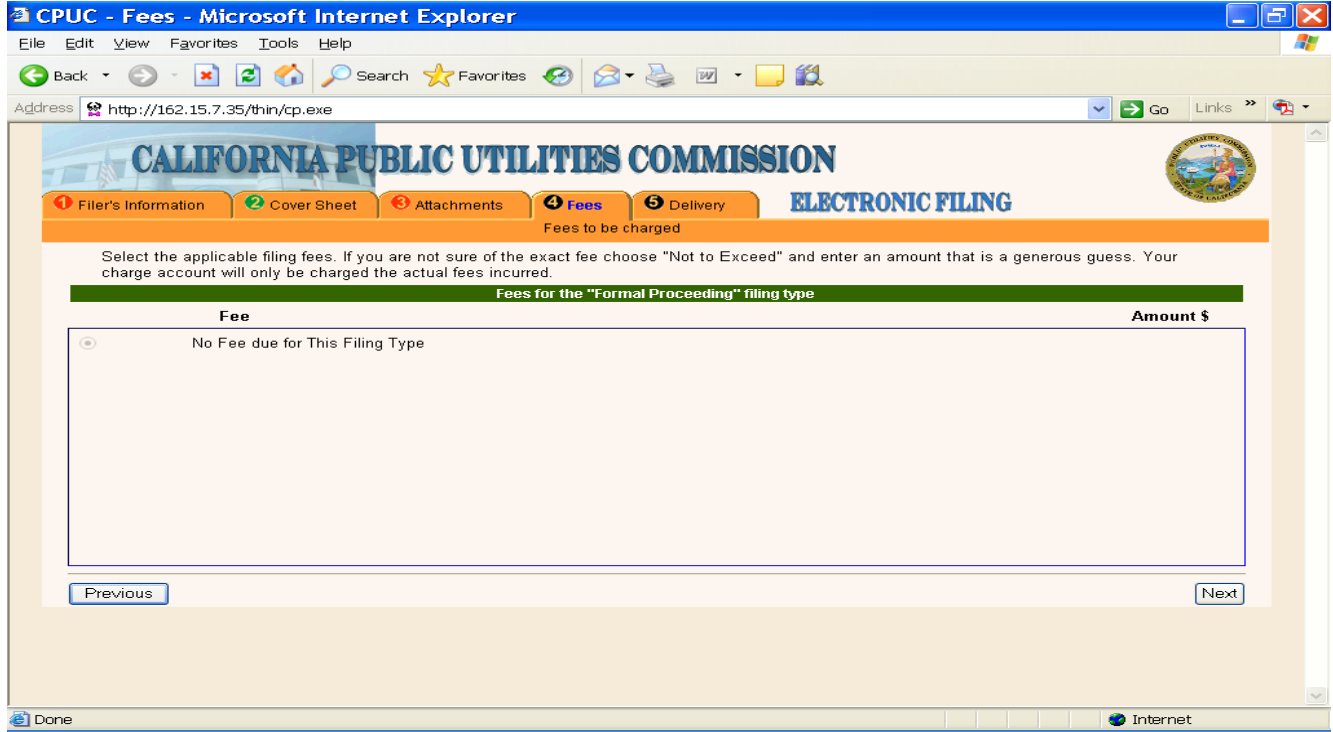 CPUC - Fees - Microsoft Internet Explorer
File Edit View Favorites Tools Help
Back Search Favorites
Address http://162.15.7.35/thin/cp.exe Go Links »
CALIFORNIA PUBLIC UTILITIES COMMISSION
1 Filer's Information 2 Cover Sheet 3 Attachments 4 Fees 5 Delivery ELECTRONIC FILING
Fees to be charged
Select the applicable filing fees. If you are not sure of the exact fee choose "Not to Exceed" and enter an amount that is a generous guess. Your
charge account will only be charged the actual fees incurred.
Fees for the "Formal Proceeding" filing type
Fee Amount $
No Fee due for This Filing Type
Previous Next
Done Internet